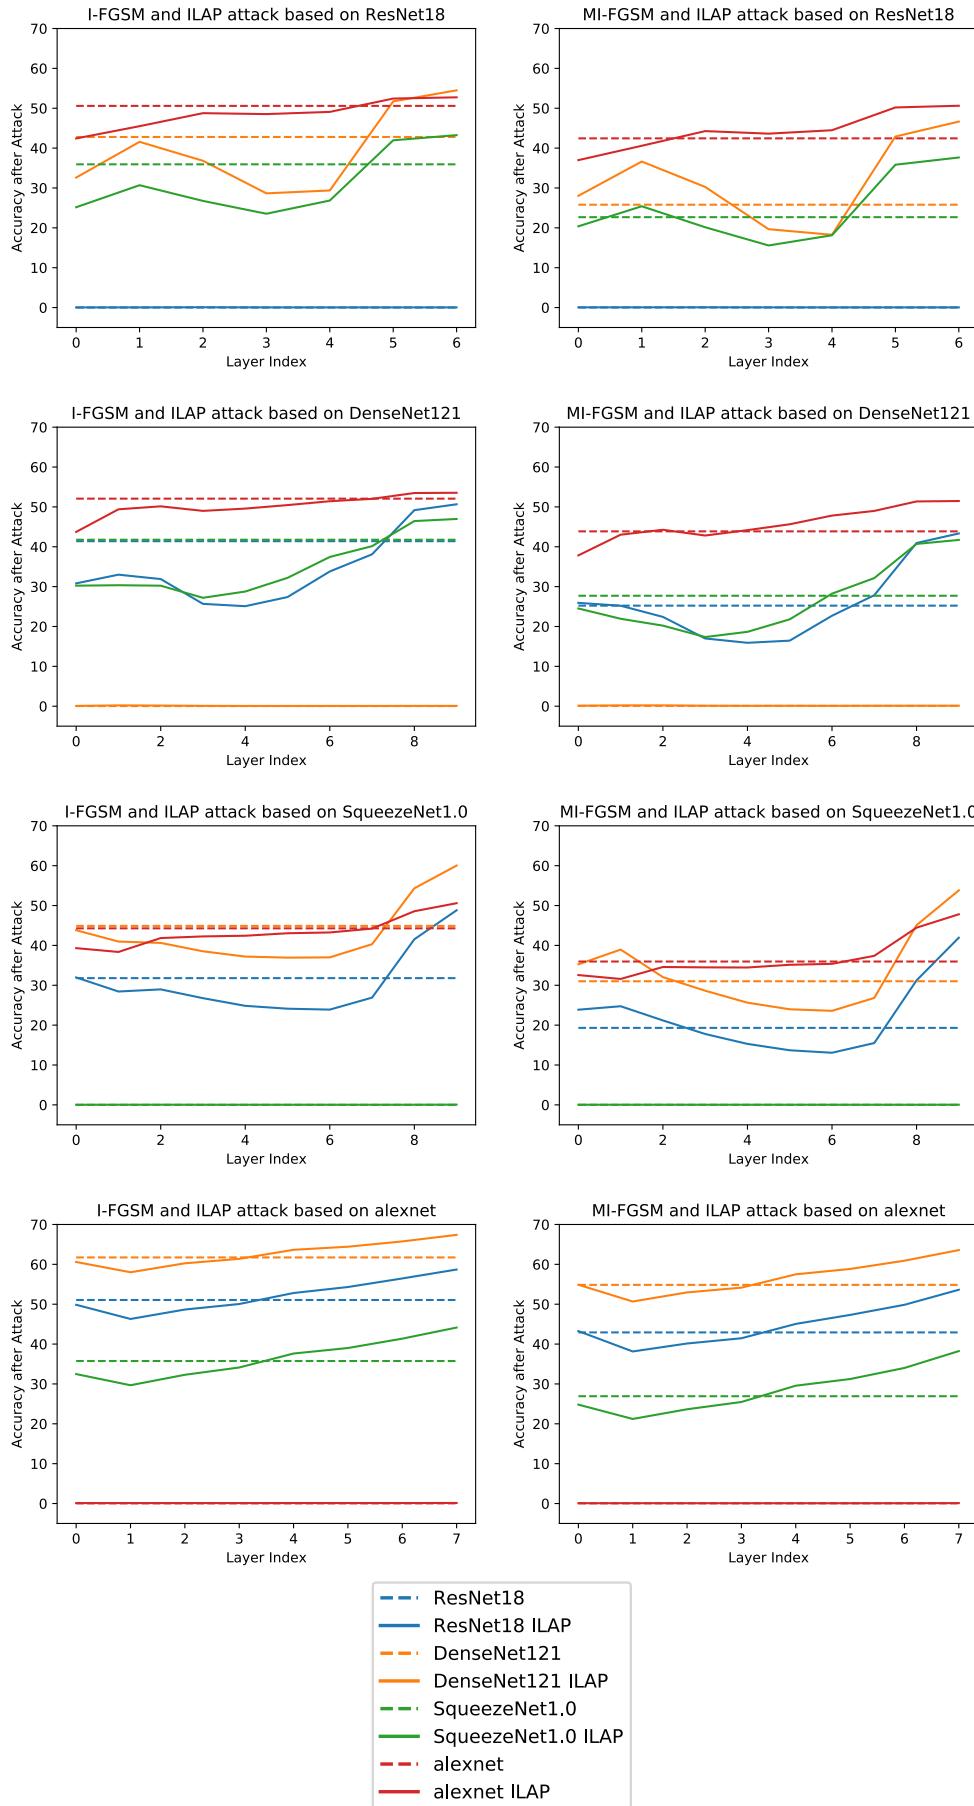 I-FGSM and ILAP attack based on ResNet18
MI-FGSM and ILAP attack based on ResNet18
Accuracy after Attack
70
60
50
40
30
20
10
0
0 1 2 3 4 5 6
Layer Index
Accuracy after Attack
70
60
50
40
30
20
10
0
0 1 2 3 4 5 6
Layer Index
I-FGSM and ILAP attack based on DenseNet121
MI-FGSM and ILAP attack based on DenseNet121
Accuracy after Attack
70
60
50
40
30
20
10
0
0 2 4 6 8
Layer Index
Accuracy after Attack
70
60
50
40
30
20
10
0
0 2 4 6 8
Layer Index
I-FGSM and ILAP attack based on SqueezeNet1.0
MI-FGSM and ILAP attack based on SqueezeNet1.0
Accuracy after Attack
70
60
50
40
30
20
10
0
0 2 4 6 8
Layer Index
Accuracy after Attack
70
60
50
40
30
20
10
0
0 2 4 6 8
Layer Index
I-FGSM and ILAP attack based on alexnet
MI-FGSM and ILAP attack based on alexnet
Accuracy after Attack
70
60
50
40
30
20
10
0
0 1 2 3 4 5 6 7
Layer Index
Accuracy after Attack
70
60
50
40
30
20
10
0
0 1 2 3 4 5 6 7
Layer Index
ResNet18
ResNet18 ILAP
DenseNet121
DenseNet121 ILAP
SqueezeNet1.0
SqueezeNet1.0 ILAP
alexnet
alexnet ILAP